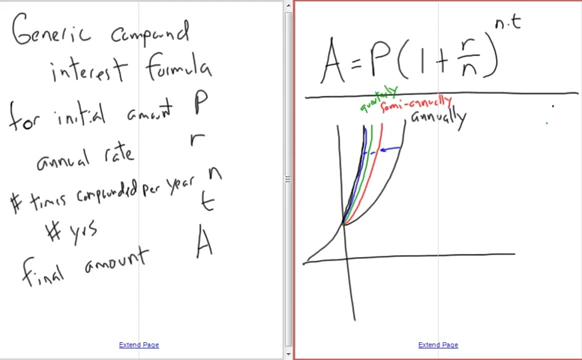 Generic compound
interest formula
for initial amount P
annual rate r
# times compounded per year n
# yrs t
final amount A
Extend Page
A = P(1 + r/n)^n·t
quarterly
semi-annually
annually
Extend Page